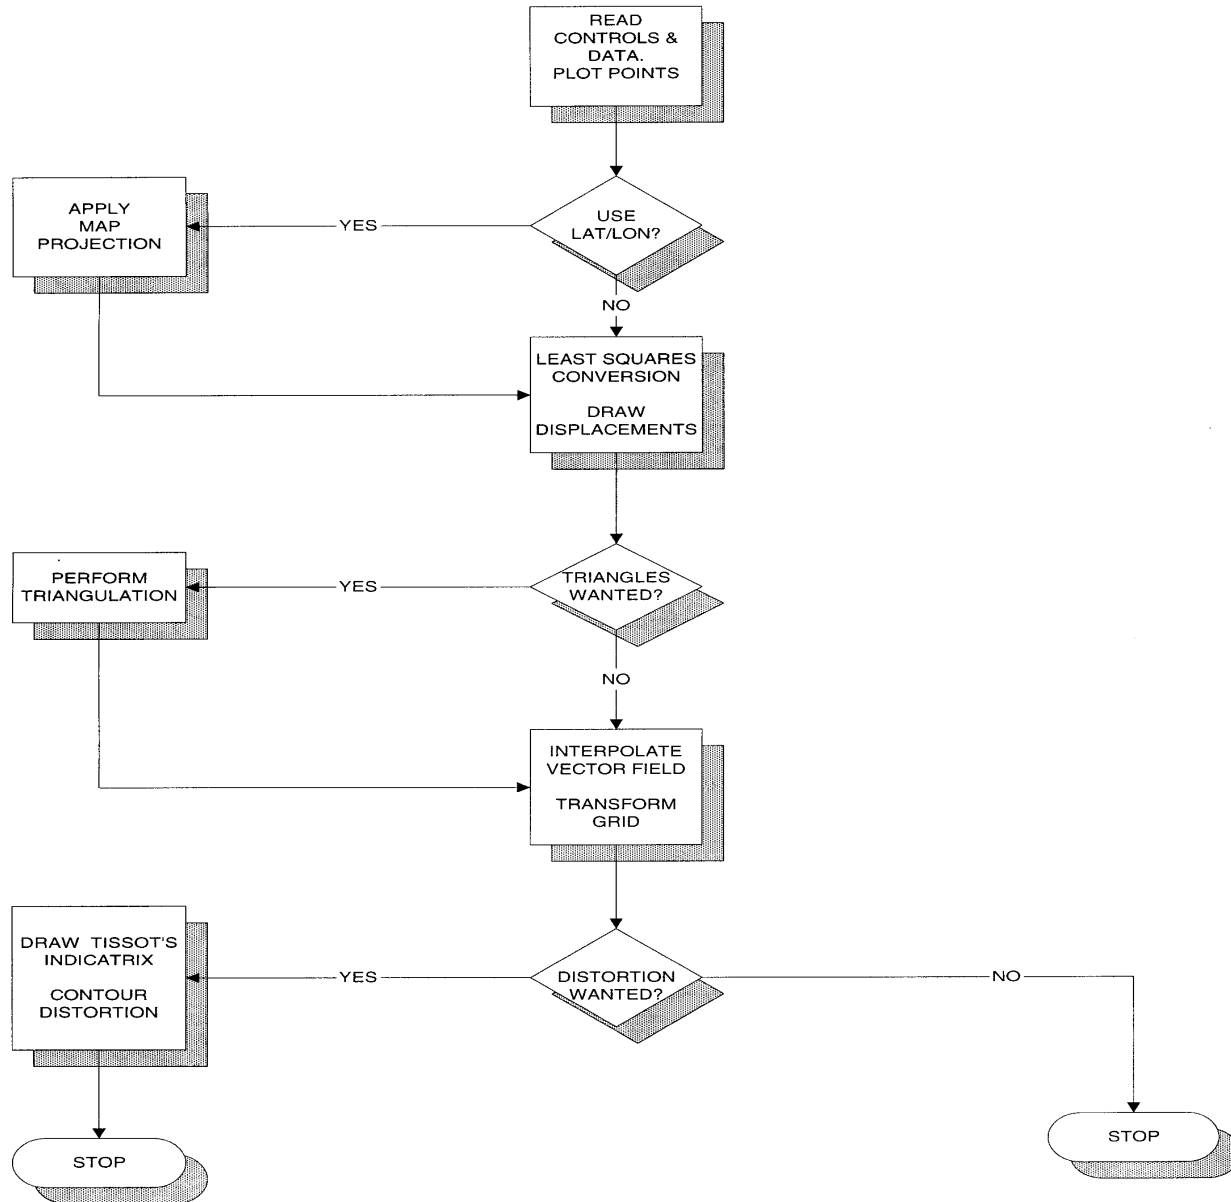 READ
CONTROLS &
DATA.
PLOT POINTS
APPLY
MAP
PROJECTION
YES
USE
LAT/LON?
NO
LEAST SQUARES
CONVERSION
DRAW
DISPLACEMENTS
PERFORM
TRIANGULATION
YES
TRIANGLES
WANTED?
NO
INTERPOLATE
VECTOR FIELD
TRANSFORM
GRID
DRAW TISSOT'S
INDICATRIX
CONTOUR
DISTORTION
YES
DISTORTION
WANTED?
NO
STOP
STOP